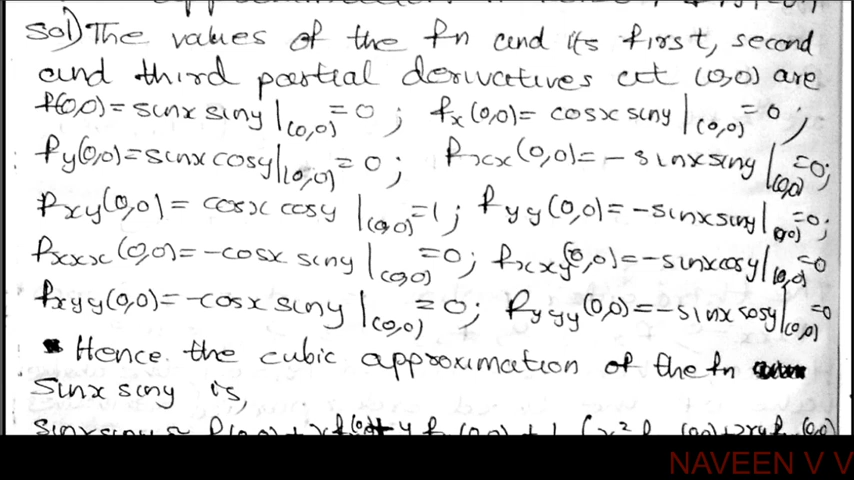 Sol) The values of the fn and its first, second
and third partial derivatives at (0,0) are
f(0,0) = sinx siny |(0,0) = 0 ; fx(0,0) = cosx siny |(0,0) = 0 ;
fy(0,0) = sinx cosy |(0,0) = 0 ; fxx(0,0) = -sinx siny |(0,0) = 0 ;
fxy(0,0) = cosx cosy |(0,0) = 1 ; fyy(0,0) = -sinx siny |(0,0) = 0 ;
fxxx(0,0) = -cosx siny |(0,0) = 0 ; fxxy(0,0) = -sinx cosy |(0,0) = 0
fxyy(0,0) = -cosx siny |(0,0) = 0 ; fyyy(0,0) = -sinx cosy |(0,0) = 0
Hence the cubic approximation of the fn
sinx siny is,
NAVEEN V V